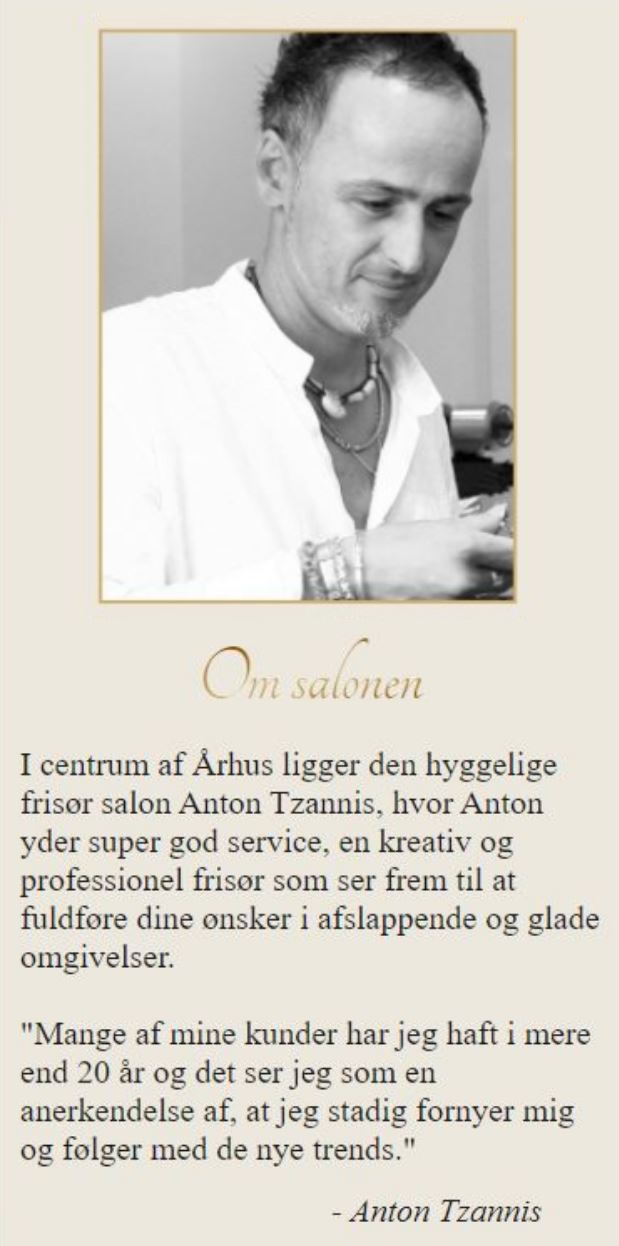 Om salonen
I centrum af Århus ligger den hyggelige
frisør salon Anton Tzannis, hvor Anton
yder super god service, en kreativ og
professionel frisør som ser frem til at
fuldføre dine ønsker i afslappende og glade
omgivelser.
"Mange af mine kunder har jeg haft i mere
end 20 år og det ser jeg som en
anerkendelse af, at jeg stadig fornyer mig
og følger med de nye trends."
- Anton Tzannis